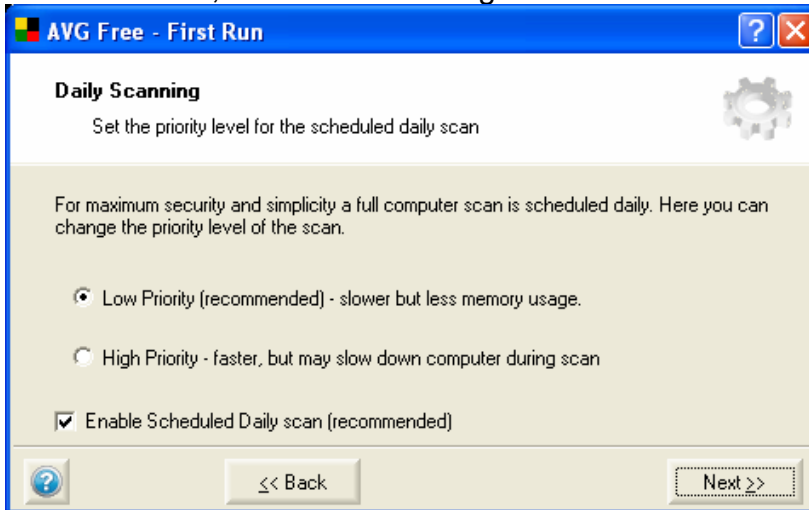 AVG Free - First Run
Daily Scanning
Set the priority level for the scheduled daily scan
For maximum security and simplicity a full computer scan is scheduled daily. Here you can
change the priority level of the scan.
Low Priority (recommended) - slower but less memory usage.
High Priority - faster, but may slow down computer during scan
Enable Scheduled Daily scan (recommended)
<< Back
Next >>